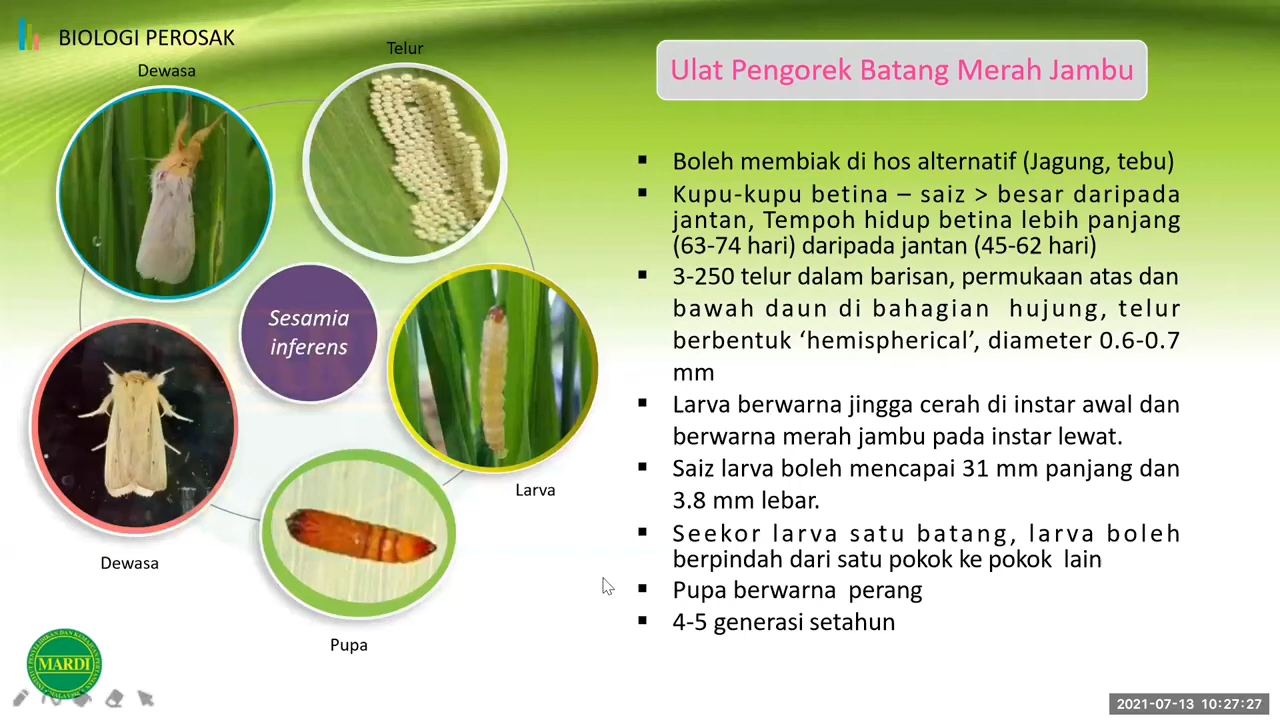 BIOLOGI PEROSAK
Telur
Dewasa
Sesamia
inferens
Larva
Dewasa
Pupa
MARDI
Ulat Pengorek Batang Merah Jambu
▪ Boleh membiak di hos alternatif (Jagung, tebu)
▪ Kupu-kupu betina – saiz > besar daripada
jantan, Tempoh hidup betina lebih panjang
(63-74 hari) daripada jantan (45-62 hari)
▪ 3-250 telur dalam barisan, permukaan atas dan
bawah daun di bahagian hujung, telur
berbentuk ‘hemispherical’, diameter 0.6-0.7
mm
▪ Larva berwarna jingga cerah di instar awal dan
berwarna merah jambu pada instar lewat.
▪ Saiz larva boleh mencapai 31 mm panjang dan
3.8 mm lebar.
▪ Seekor larva satu batang, larva boleh
berpindah dari satu pokok ke pokok lain
▪ Pupa berwarna perang
▪ 4-5 generasi setahun
2021-07-13 10:27:27